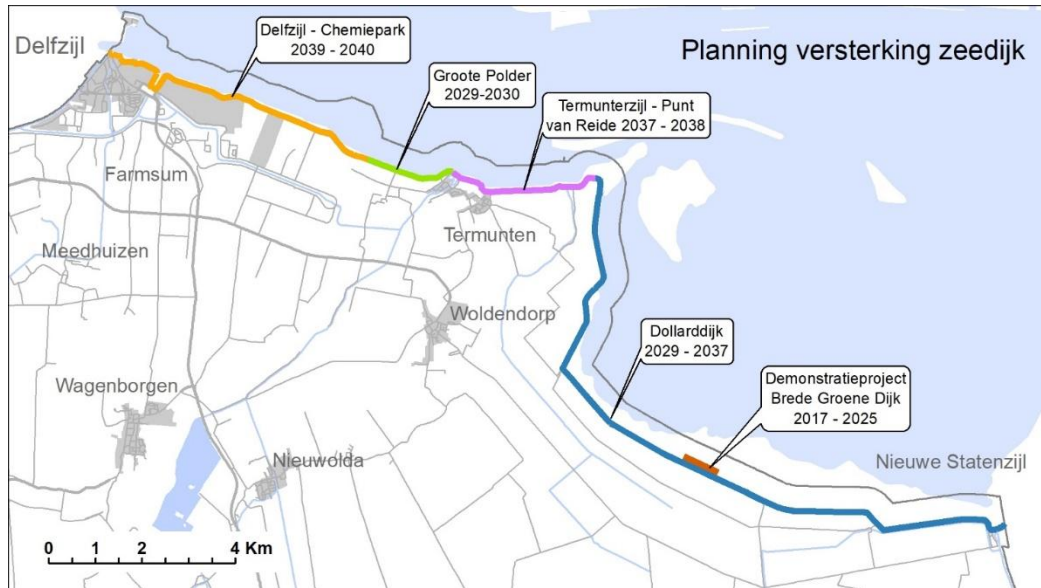 Planning versterking zeedijk
Delfzijl
Delfzijl - Chemiepark
2039 - 2040
Groote Polder
2029-2030
Termunterzijl - Punt
van Reide 2037 - 2038
Farmsum
Meedhuizen
Termunten
Woldendorp
Dollarddijk
2029 - 2037
Demonstratieproject
Brede Groene Dijk
2017 - 2025
Wagenborgen
Nieuwolda
Nieuwe Statenzijl
0 1 2 4 Km